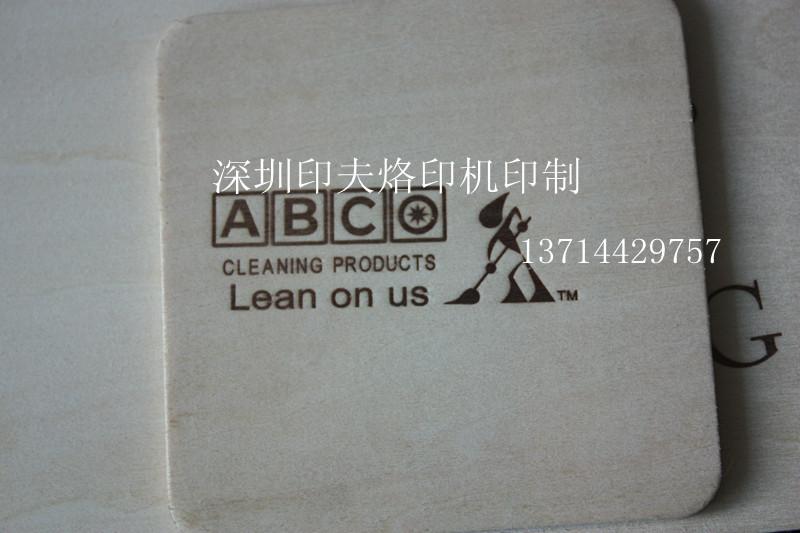 深圳印夫烙印机印制
ABCO
CLEANING PRODUCTS
Lean on us
TM
13714429757
G